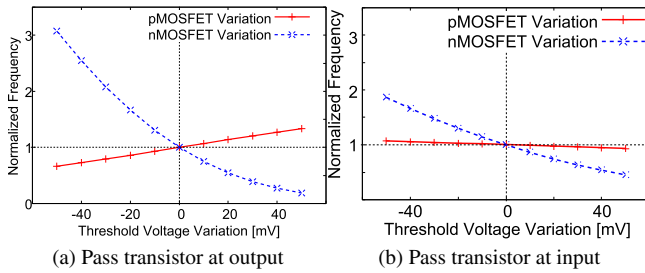 pMOSFET Variation
nMOSFET Variation
Normalized Frequency
3
2
1
-40 -20 0 20 40
Threshold Voltage Variation [mV]
(a) Pass transistor at output
pMOSFET Variation
nMOSFET Variation
Normalized Frequency
3
2
1
-40 0 40
Threshold Voltage Variation [mV]
(b) Pass transistor at input